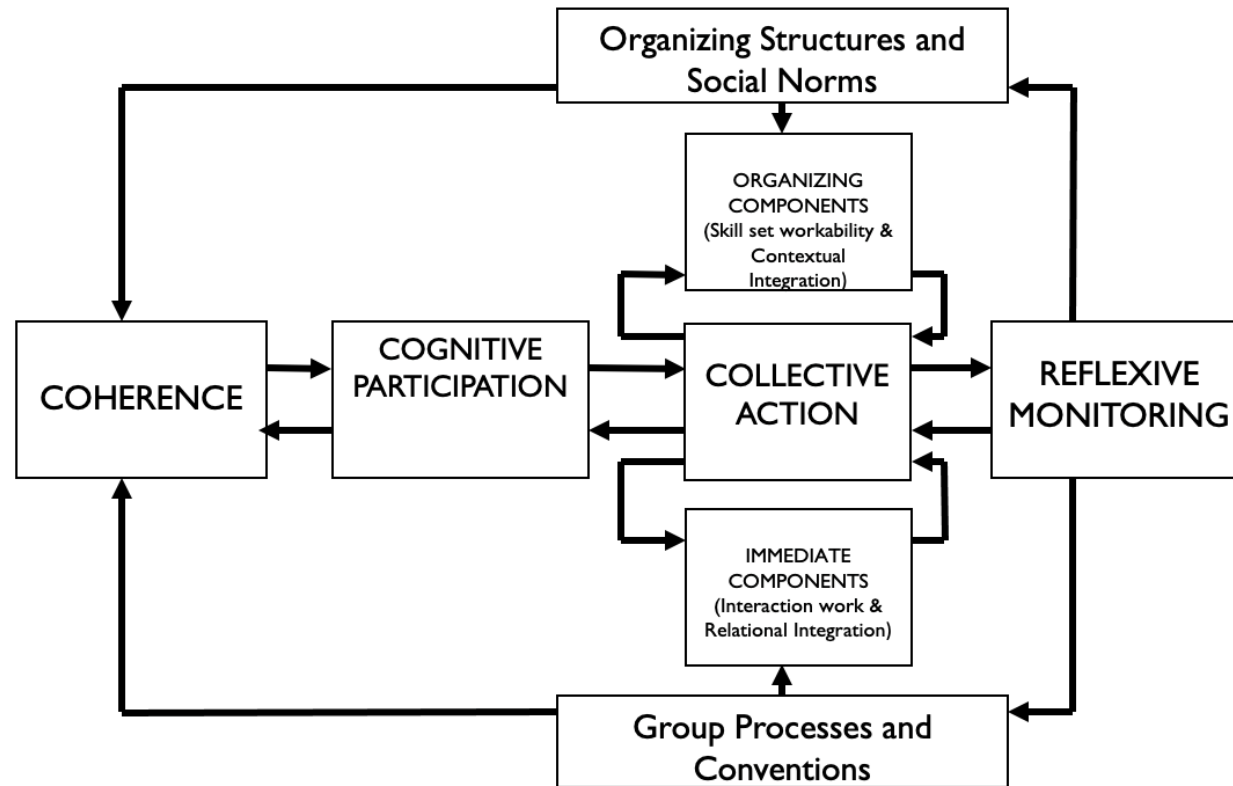 Organizing Structures and
Social Norms
ORGANIZING
COMPONENTS
(Skill set workability &
Contextual
Integration)
COHERENCE
COGNITIVE
PARTICIPATION
COLLECTIVE
ACTION
REFLEXIVE
MONITORING
IMMEDIATE
COMPONENTS
(Interaction work &
Relational Integration)
Group Processes and
Conventions